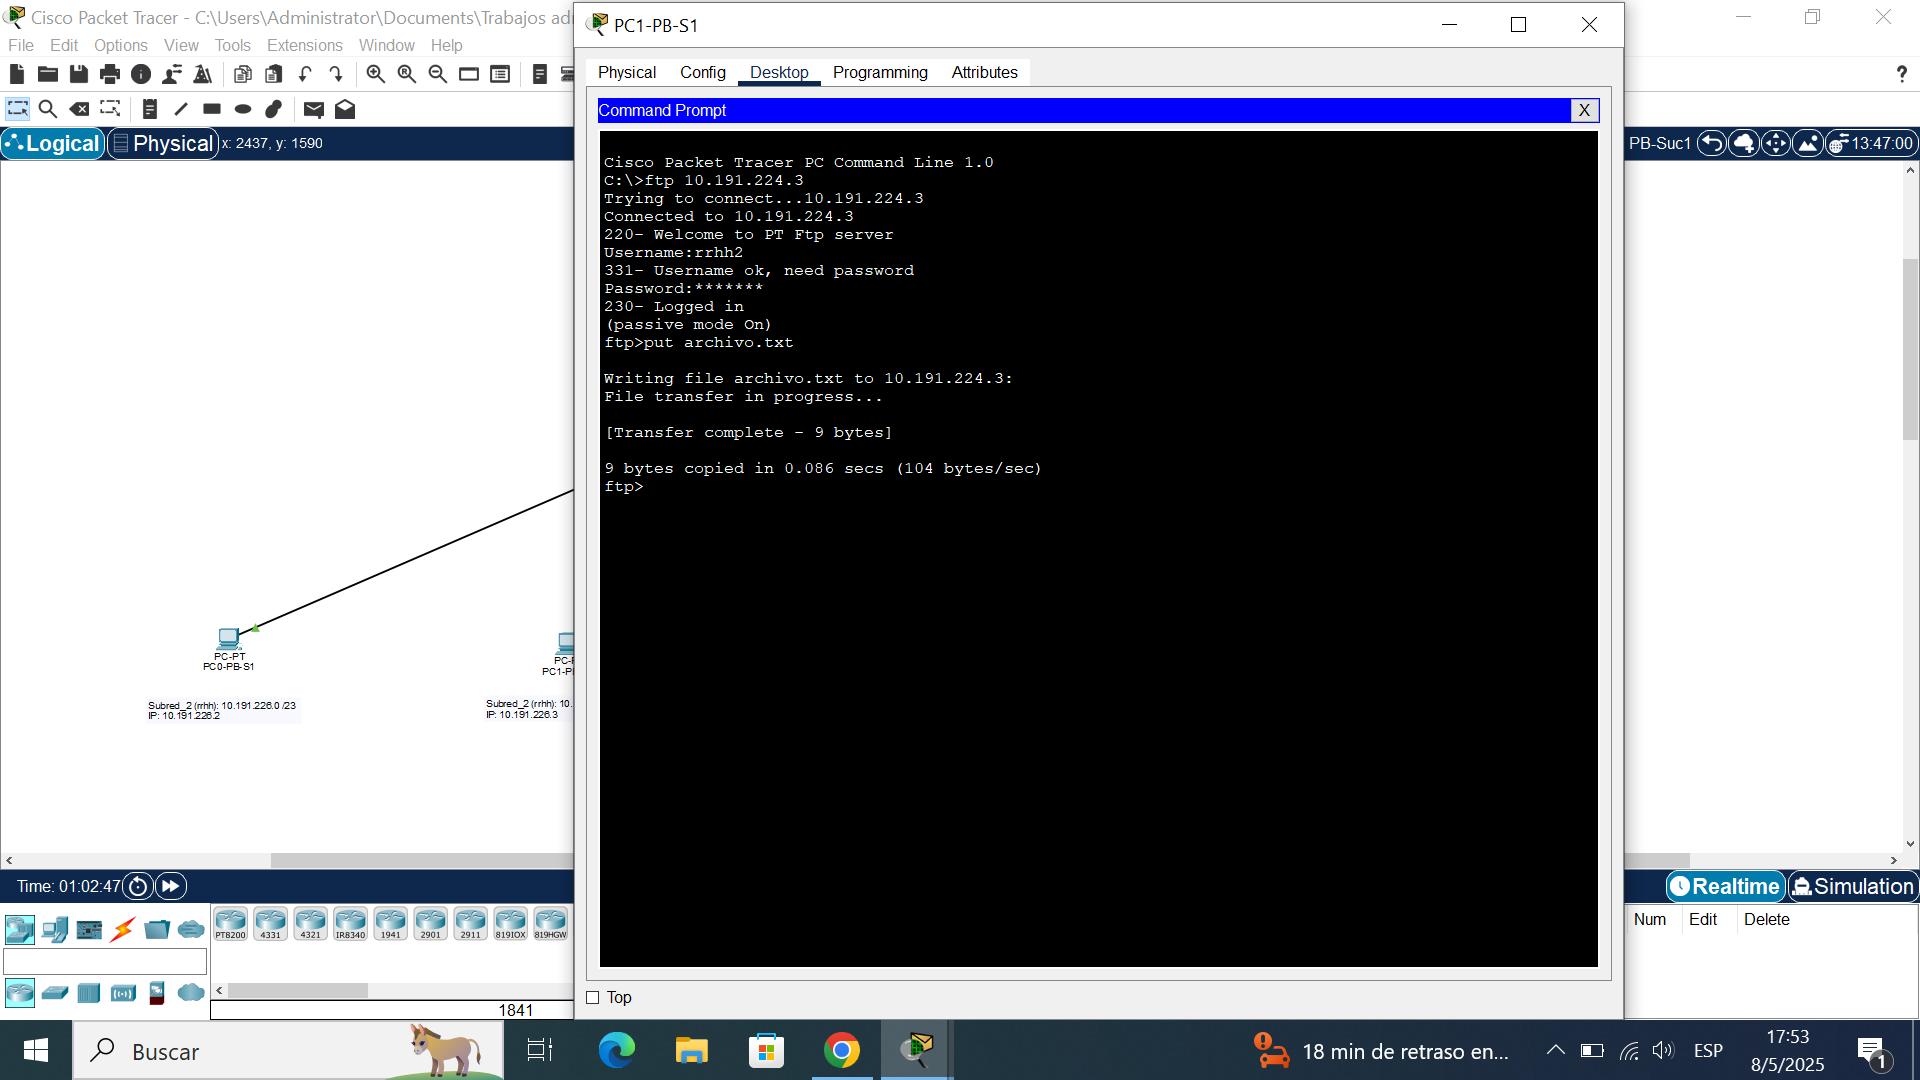 Cisco Packet Tracer - C:\Users\Administrator\Documents\Trabajos ad
File Edit Options View Tools Extensions Window Help
Logical
Physical
x: 2437, y: 1590
PC-PT
PC0-PB-S1
Subred_2 (rrhh): 10.191.226.0 /23
IP: 10.191.226.2
Subred_2 (rrhh): 10.
IP: 10.191.226.3
Time: 01:02:47
PT8200
4331
4321
IR8340
1941
2901
2911
819IOX
819HGW
1841
PC1-PB-S1
Physical Config Desktop Programming Attributes
Command Prompt
X
Cisco Packet Tracer PC Command Line 1.0
C:\>ftp 10.191.224.3
Trying to connect...10.191.224.3
Connected to 10.191.224.3
220- Welcome to PT Ftp server
Username:rrhh2
331- Username ok, need password
Password:*******
230- Logged in
(passive mode On)
ftp>put archivo.txt
Writing file archivo.txt to 10.191.224.3:
File transfer in progress...
[Transfer complete - 9 bytes]
9 bytes copied in 0.086 secs (104 bytes/sec)
ftp>
Top
PB-Suc1
13:47:00
Realtime
Simulation
Num Edit Delete
Buscar
18 min de retraso en...
ESP
17:53
8/5/2025
1